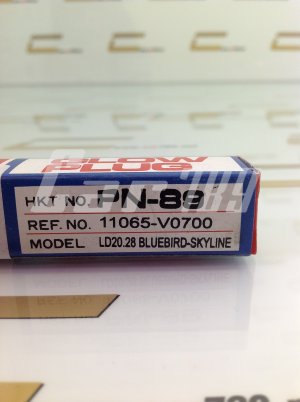 GLOW
PLUG
HKT NO. PN-89
REF. NO. 11065-V0700
MODEL LD20.28 BLUEBIRD-SKYLINE